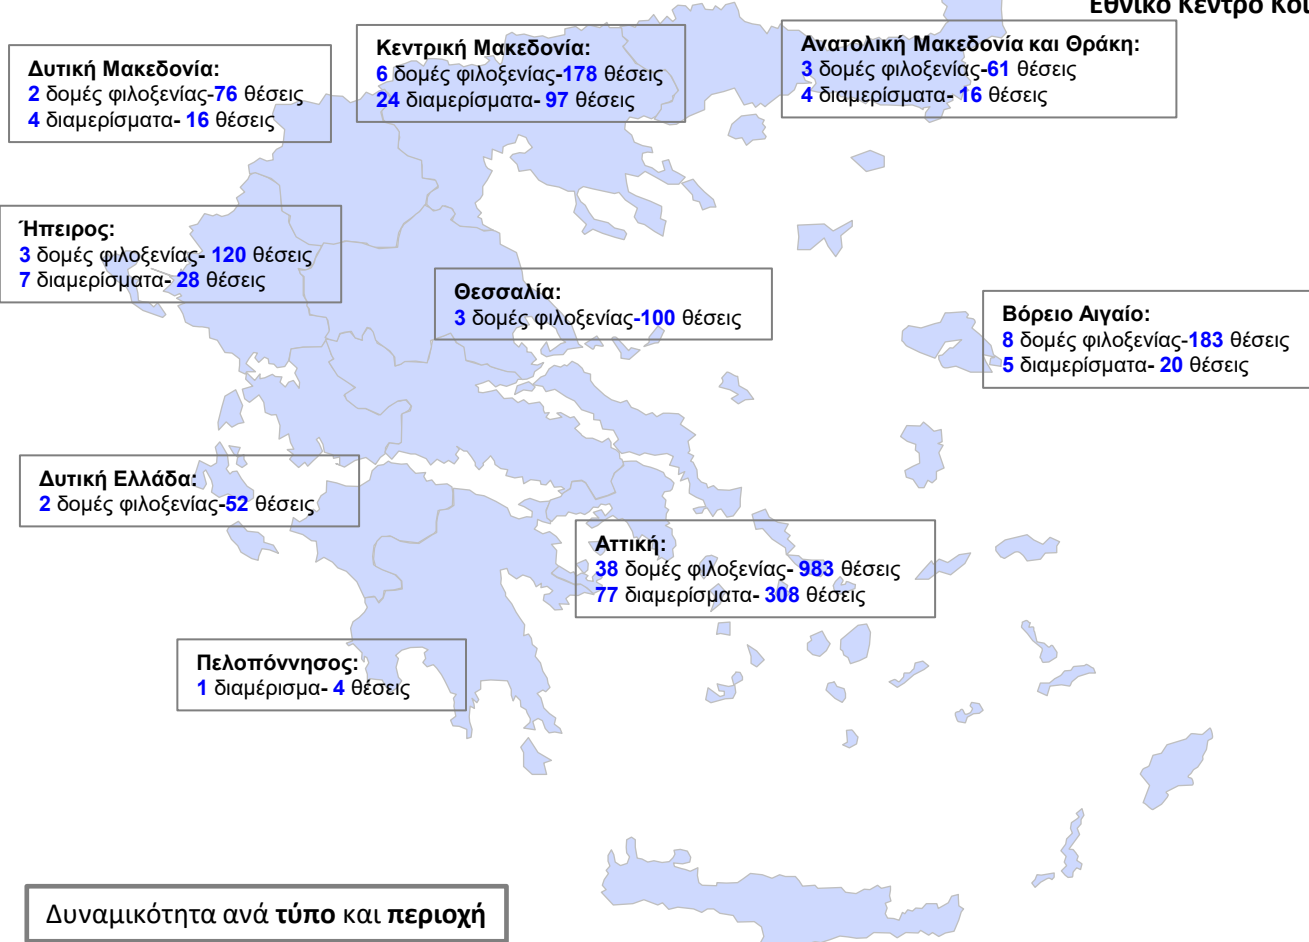 Εθνικό Κέντρο
Δυτική Μακεδονία:
2 δομές φιλοξενίας-76 θέσεις
4 διαμερίσματα- 16 θέσεις
Κεντρική Μακεδονία:
6 δομές φιλοξενίας-178 θέσεις
24 διαμερίσματα- 97 θέσεις
Ανατολική Μακεδονία και Θράκη:
3 δομές φιλοξενίας-61 θέσεις
4 διαμερίσματα- 16 θέσεις
Ήπειρος:
3 δομές φιλοξενίας- 120 θέσεις
7 διαμερίσματα- 28 θέσεις
Θεσσαλία:
3 δομές φιλοξενίας-100 θέσεις
Βόρειο Αιγαίο:
8 δομές φιλοξενίας-183 θέσεις
5 διαμερίσματα- 20 θέσεις
Δυτική Ελλάδα:
2 δομές φιλοξενίας-52 θέσεις
Αττική:
38 δομές φιλοξενίας- 983 θέσεις
77 διαμερίσματα- 308 θέσεις
Πελοπόννησος:
1 διαμέρισμα- 4 θέσεις
Δυναμικότητα ανά τύπο και περιοχή